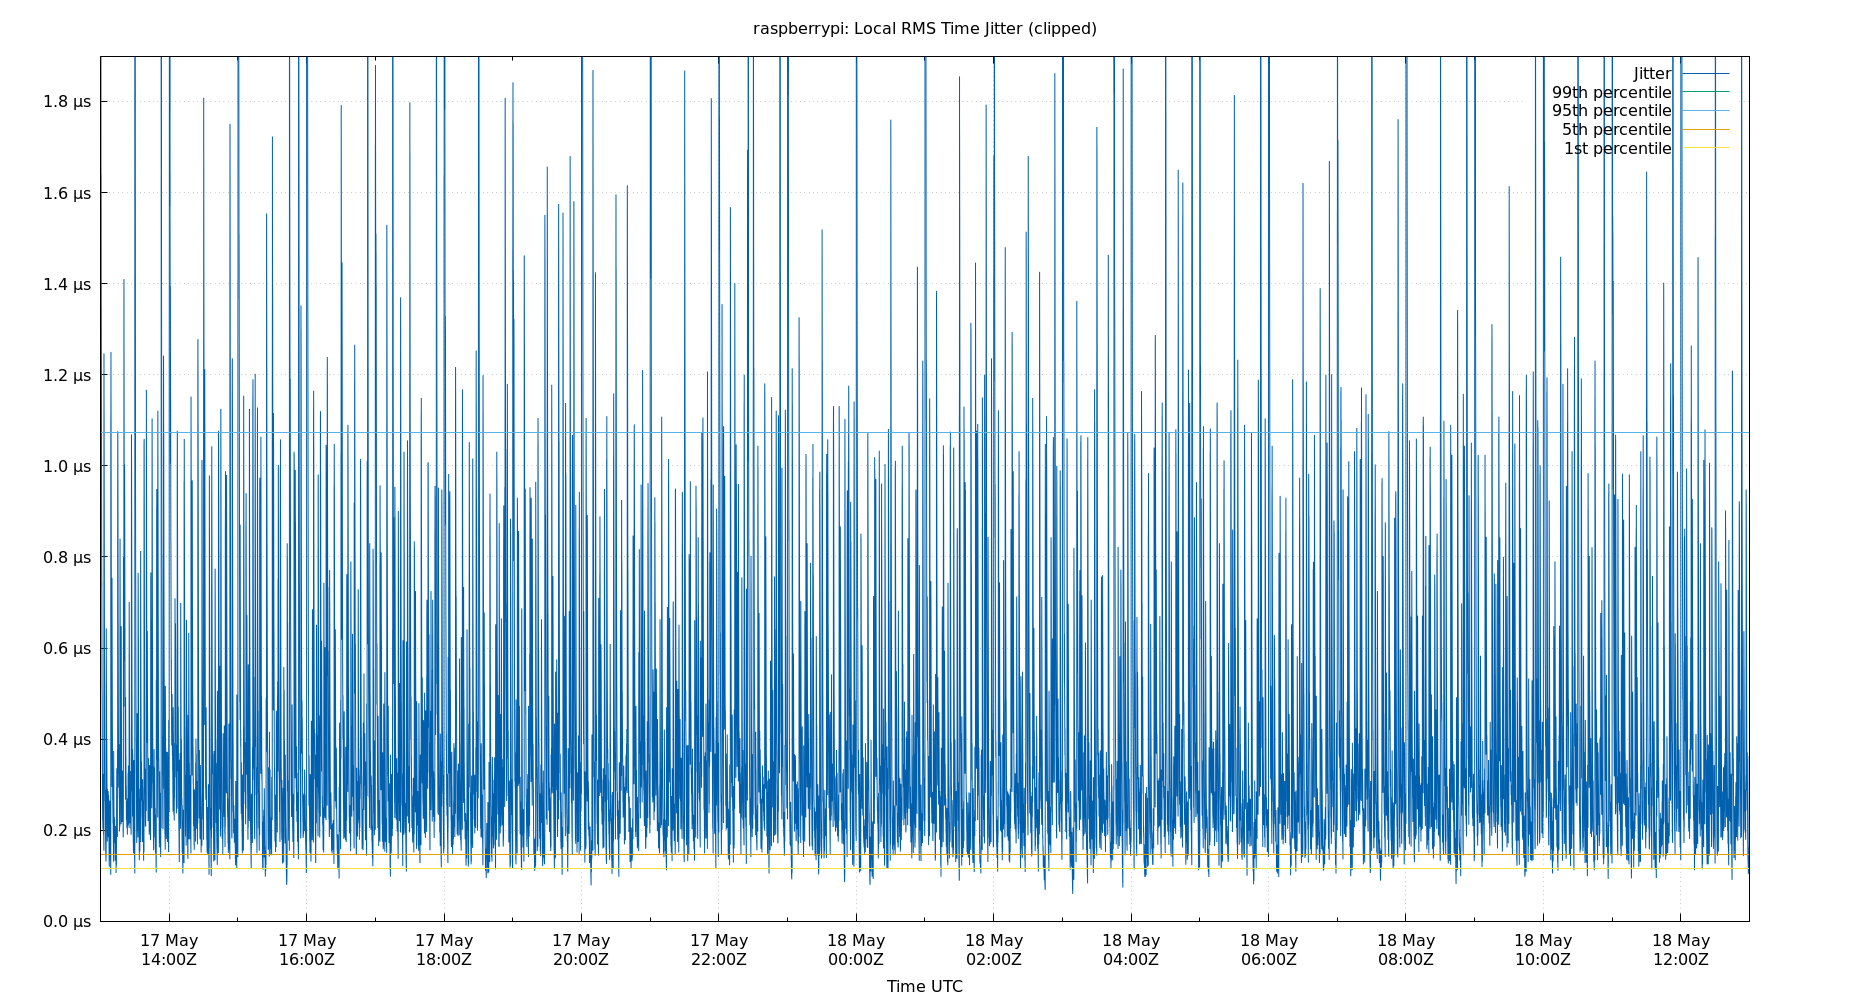 raspberrypi: Local RMS Time Jitter (clipped)
Jitter
99th percentile
95th percentile
5th percentile
1st percentile
1.8 µs
1.6 µs
1.4 µs
1.2 µs
1.0 µs
0.8 µs
0.6 µs
0.4 µs
0.2 µs
0.0 µs
17 May 17 May 17 May 17 May 17 May 18 May 18 May 18 May 18 May 18 May 18 May 18 May
14:00Z 16:00Z 18:00Z 20:00Z 22:00Z 00:00Z 02:00Z 04:00Z 06:00Z 08:00Z 10:00Z 12:00Z
Time UTC